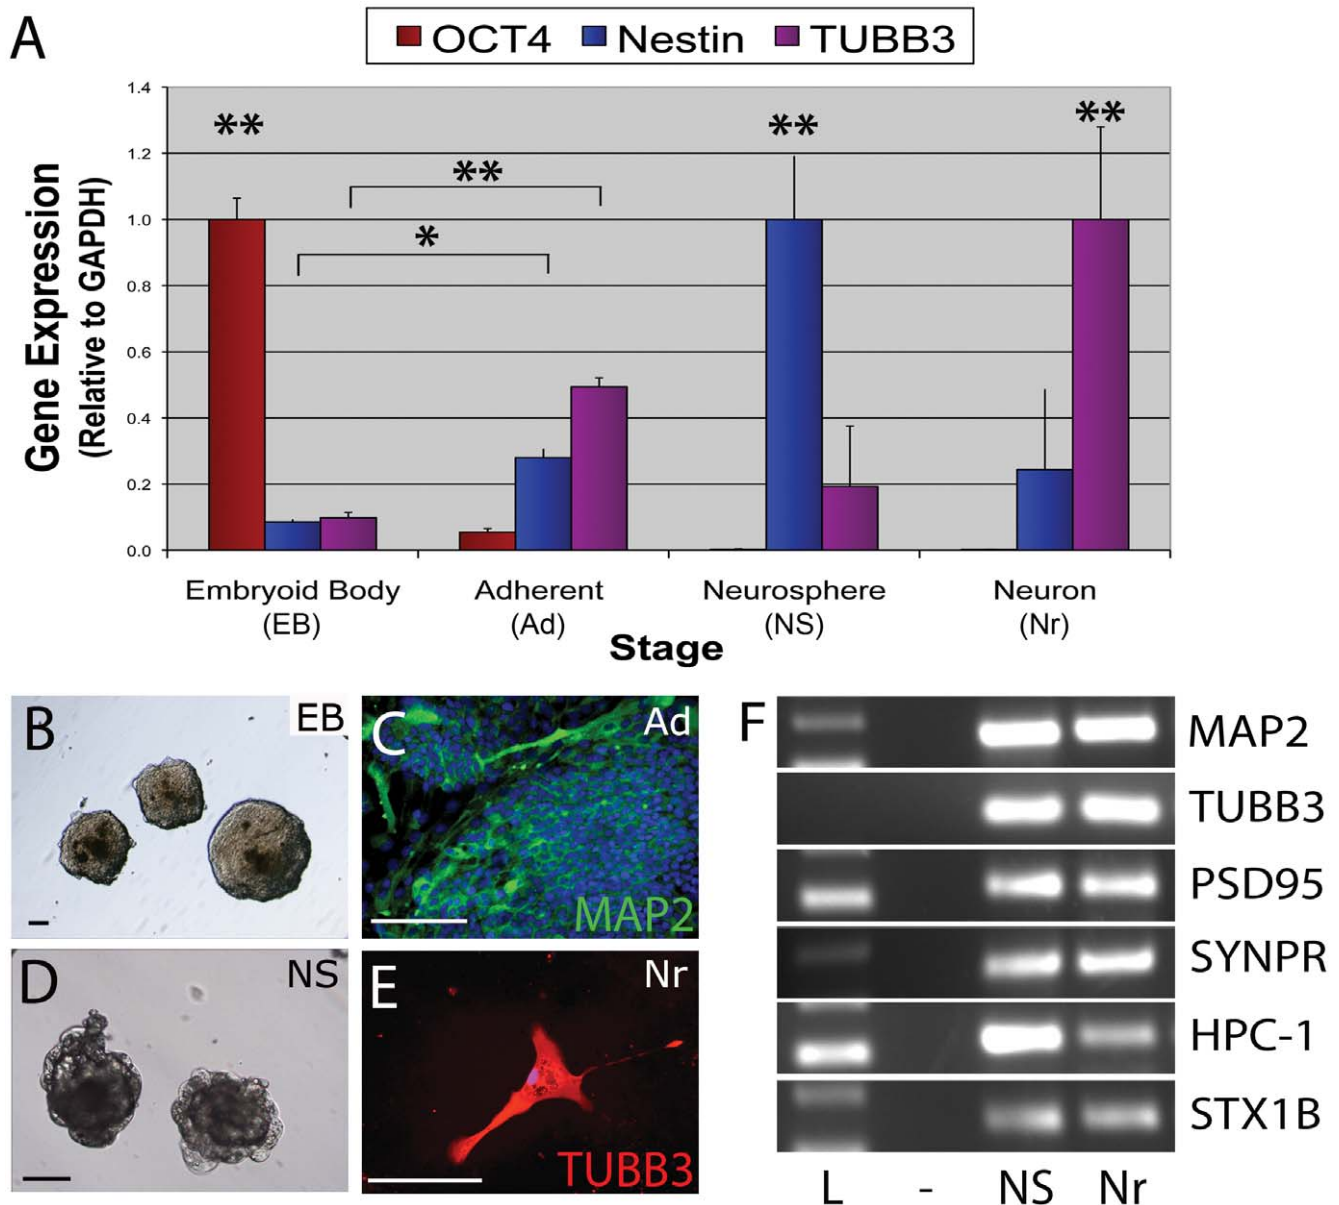 A
OCT4 Nestin TUBB3
Gene Expression
(Relative to GAPDH)
1.4
1.2
1.0
0.8
0.6
0.4
0.2
0.0
**
**
**
**
*
Embryoid Body
(EB)
Adherent
(Ad)
Neurosphere
(NS)
Neuron
(Nr)
Stage
B
EB
C
Ad
MAP2
D
NS
E
Nr
TUBB3
F
MAP2
TUBB3
PSD95
SYNPR
HPC-1
STX1B
L - NS Nr